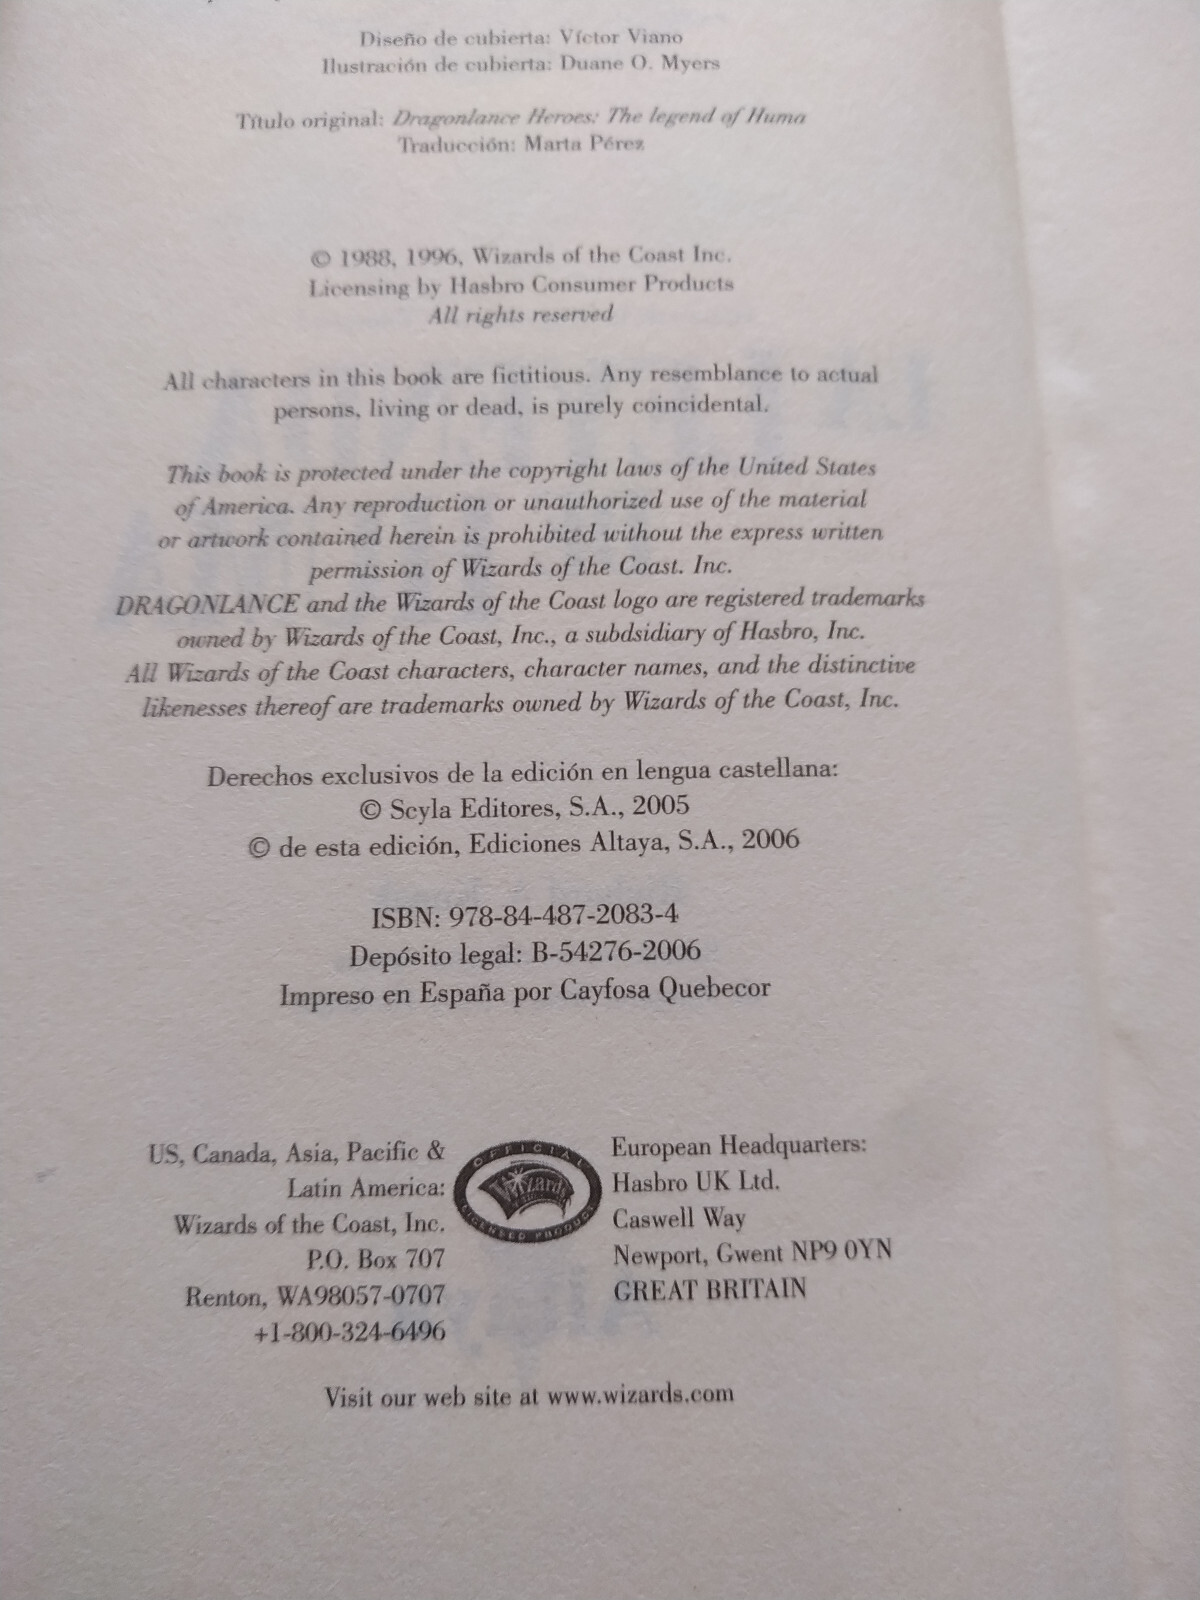 Diseño de cubierta: Víctor Viano
Ilustración de cubierta: Duane O. Myers
Título original: Dragonlance Heroes: The legend of Huma
Traducción: Marta Pérez
© 1988, 1996, Wizards of the Coast Inc.
Licensing by Hasbro Consumer Products
All rights reserved
All characters in this book are fictitious. Any resemblance to actual
persons, living or dead, is purely coincidental.
This book is protected under the copyright laws of the United States
of America. Any reproduction or unauthorized use of the material
or artwork contained herein is prohibited without the express written
permission of Wizards of the Coast. Inc.
DRAGONLANCE and the Wizards of the Coast logo are registered trademarks
owned by Wizards of the Coast, Inc., a subdsidiary of Hasbro, Inc.
All Wizards of the Coast characters, character names, and the distinctive
likenesses thereof are trademarks owned by Wizards of the Coast, Inc.
Derechos exclusivos de la edición en lengua castellana:
© Scyla Editores, S.A., 2005
© de esta edición, Ediciones Altaya, S.A., 2006
ISBN: 978-84-487-2083-4
Depósito legal: B-54276-2006
Impreso en España por Cayfosa Quebecor
US, Canada, Asia, Pacific &
Latin America:
Wizards of the Coast, Inc.
P.O. Box 707
Renton, WA98057-0707
+1-800-324-6496
OFFICIAL
Wizards
LICENSED PRODUCT
European Headquarters:
Hasbro UK Ltd.
Caswell Way
Newport, Gwent NP9 0YN
GREAT BRITAIN
Visit our web site at www.wizards.com